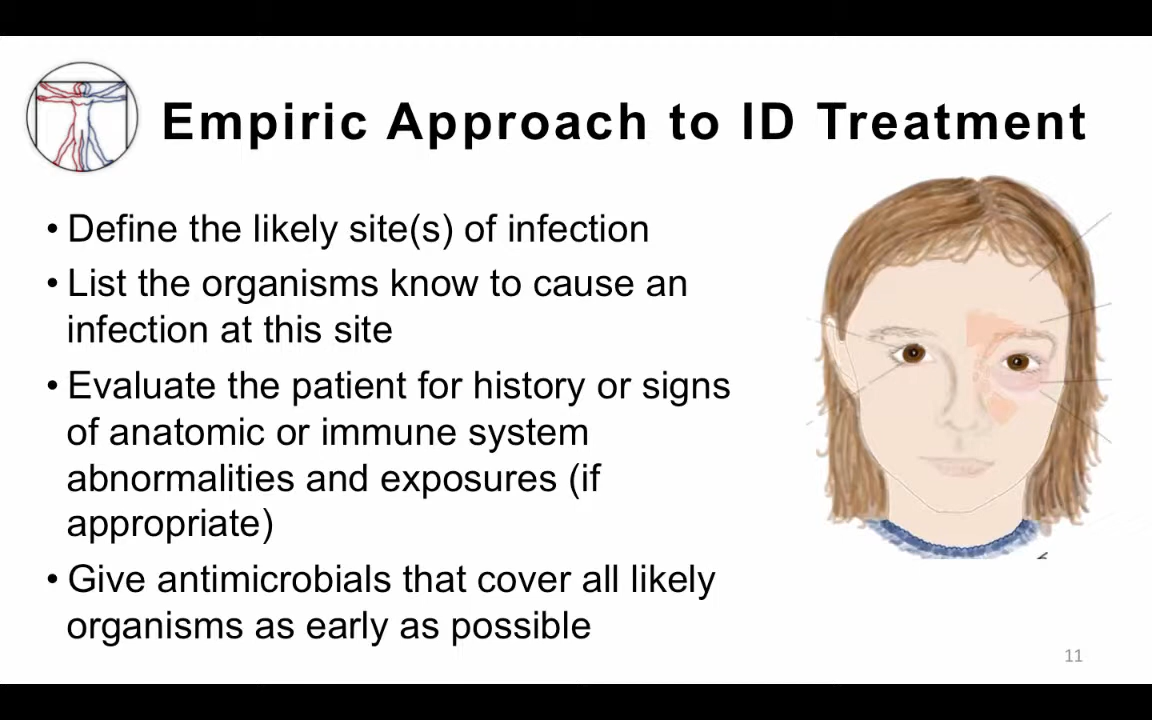 Empiric Approach to ID Treatment
• Define the likely site(s) of infection
• List the organisms know to cause an
infection at this site
• Evaluate the patient for history or signs
of anatomic or immune system
abnormalities and exposures (if
appropriate)
• Give antimicrobials that cover all likely
organisms as early as possible
11